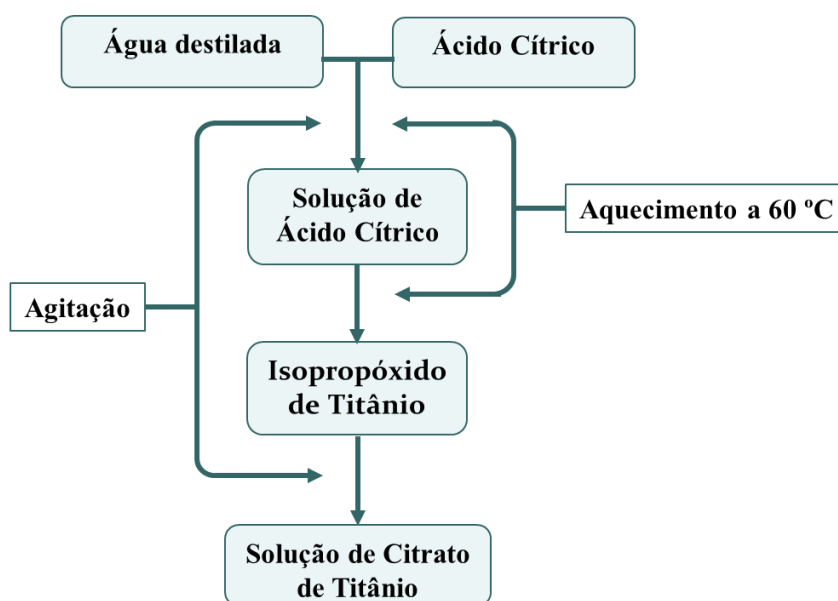 Água destilada
Ácido Cítrico
Solução de
Ácido Cítrico
Aquecimento a 60 ºC
Agitação
Isopropóxido
de Titânio
Solução de Citrato
de Titânio